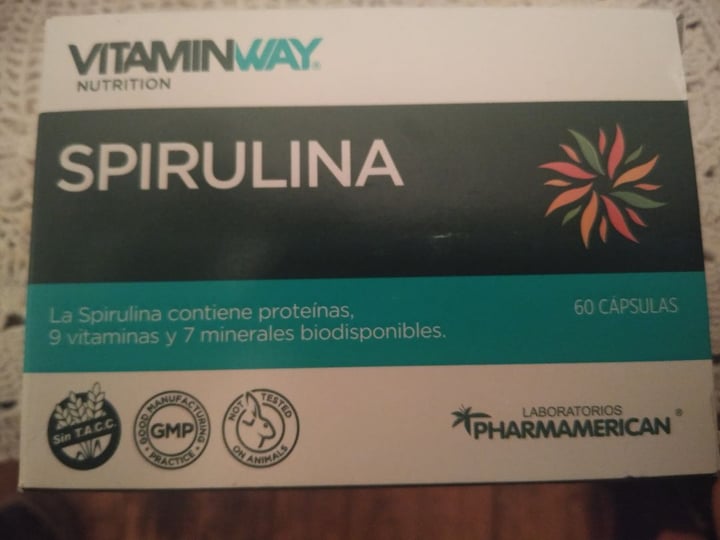 VITAMINWAY®
NUTRITION
SPIRULINA
La Spirulina contiene proteínas,
9 vitaminas y 7 minerales biodisponibles.
60 CÁPSULAS
Sin T.A.C.C.
GOOD MANUFACTURING
GMP
• PRACTICE •
NOT TESTED
ON ANIMALS
LABORATORIOS
PHARMAMERICAN®